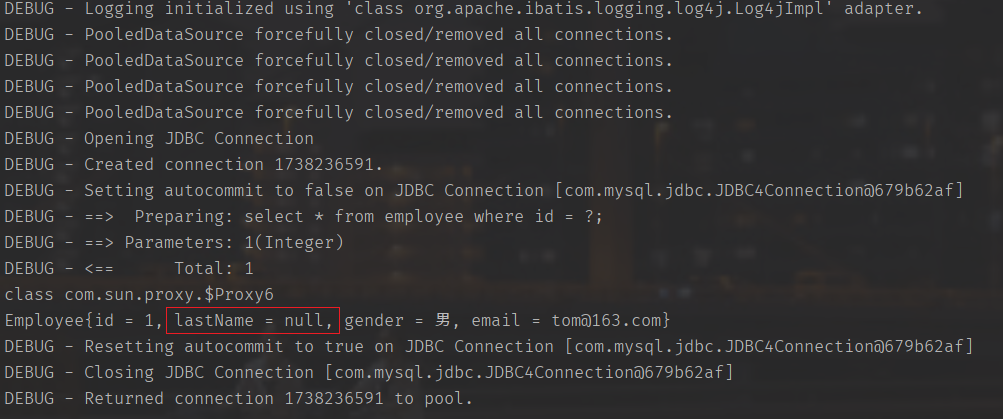 DEBUG - Logging initialized using 'class org.apache.ibatis.logging.log4j.Log4jImpl' adapter.
DEBUG - PooledDataSource forcefully closed/removed all connections.
DEBUG - PooledDataSource forcefully closed/removed all connections.
DEBUG - PooledDataSource forcefully closed/removed all connections.
DEBUG - PooledDataSource forcefully closed/removed all connections.
DEBUG - Opening JDBC Connection
DEBUG - Created connection 1738236591.
DEBUG - Setting autocommit to false on JDBC Connection [com.mysql.jdbc.JDBC4Connection@679b62af]
DEBUG - ==>  Preparing: select * from employee where id = ?;
DEBUG - ==> Parameters: 1(Integer)
DEBUG - <==      Total: 1
class com.sun.proxy.$Proxy6
Employee{id = 1, lastName = null, gender = 男, email = tom@163.com}
DEBUG - Resetting autocommit to true on JDBC Connection [com.mysql.jdbc.JDBC4Connection@679b62af]
DEBUG - Closing JDBC Connection [com.mysql.jdbc.JDBC4Connection@679b62af]
DEBUG - Returned connection 1738236591 to pool.